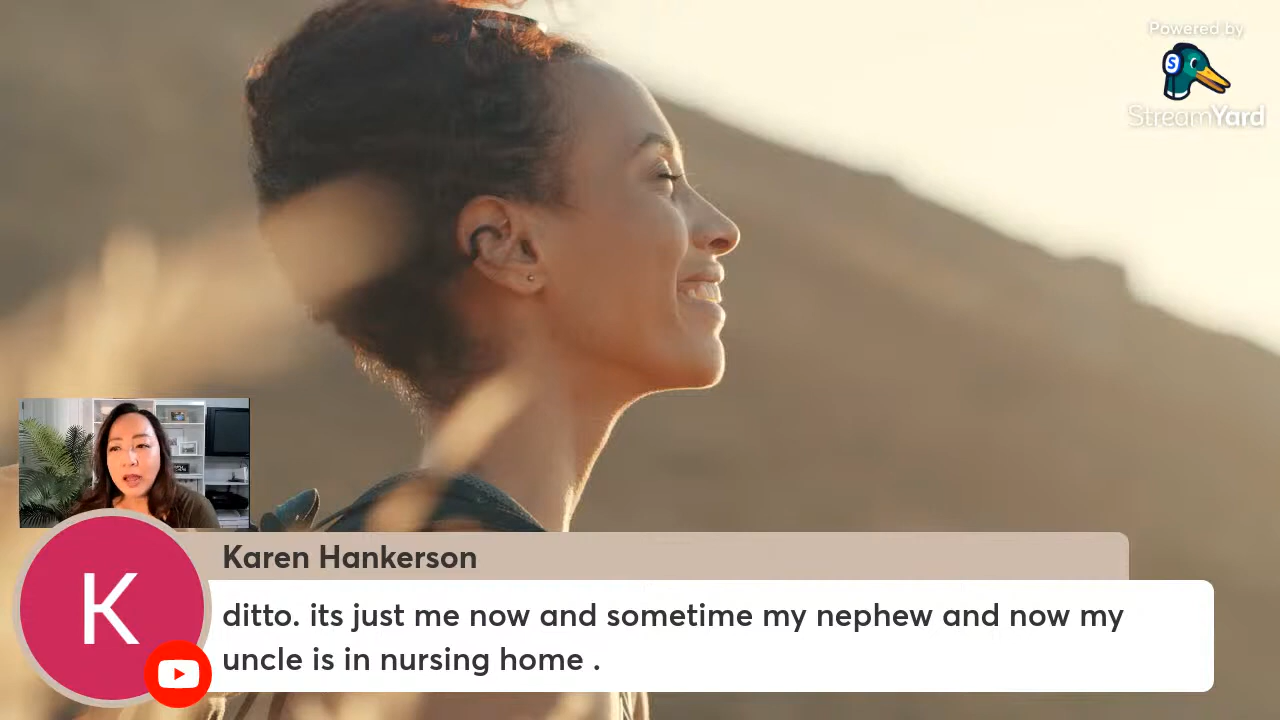 Powered by
S
StreamYard
Karen Hankerson
K
ditto. its just me now and sometime my nephew and now my
uncle is in nursing home .